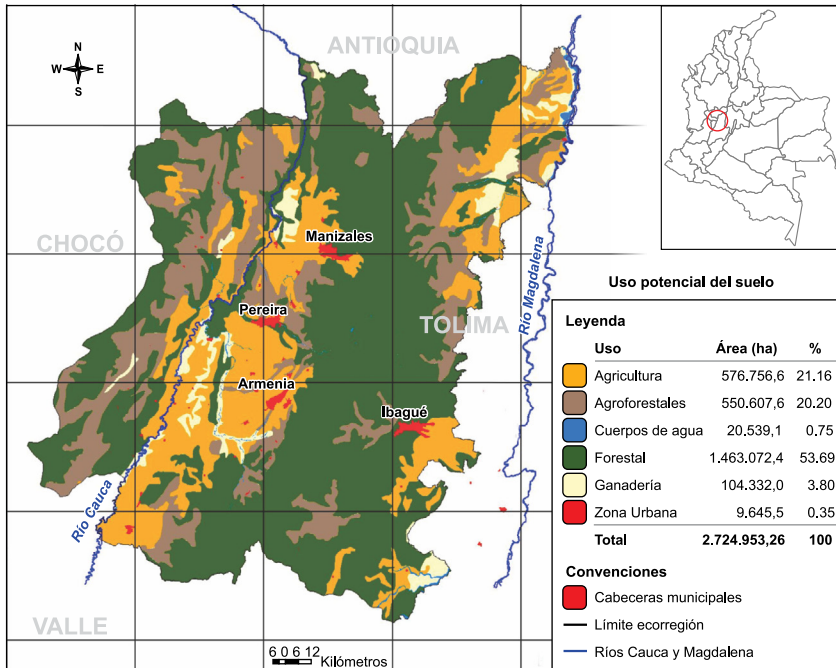 ANTIOQUIA
N
W E
S
CHOCÓ
Manizales
Río Magdalena
Pereira
TOLIMA
Armenia
Ibagué
Río Cauca
VALLE
6 0 6 12
Kilómetros
Uso potencial del suelo
Leyenda
Uso Área (ha) %
Agricultura 576.756,6 21.16
Agroforestales 550.607,6 20.20
Cuerpos de agua 20.539,1 0.75
Forestal 1.463.072,4 53.69
Ganadería 104.332,0 3.80
Zona Urbana 9.645,5 0.35
Total 2.724.953,26 100
Convenciones
Cabeceras municipales
Límite ecorregión
Ríos Cauca y Magdalena